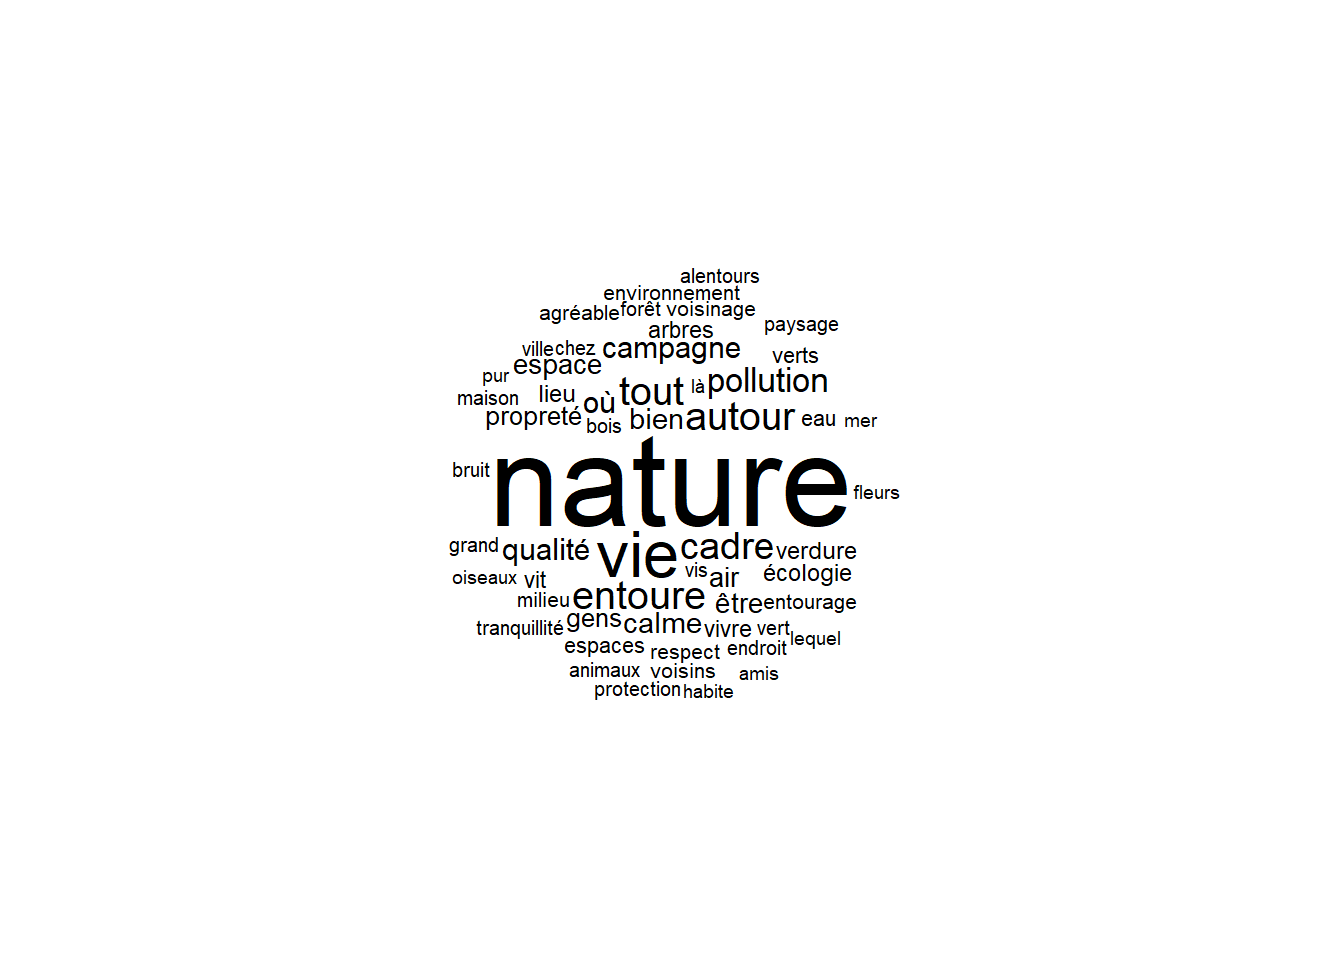 alentours
environnement
agréable forêt voisinage
arbres paysage
ville chez campagne verts
pur espace
maison lieu où tout là pollution
propreté bois bien autour eau mer
bruit nature fleurs
grand qualité vie cadre verdure
oiseaux vit vis air écologie
milieu entoure être entourage
tranquillité gens calme vivre vert lequel
espaces respect endroit
animaux voisins amis
protection habite